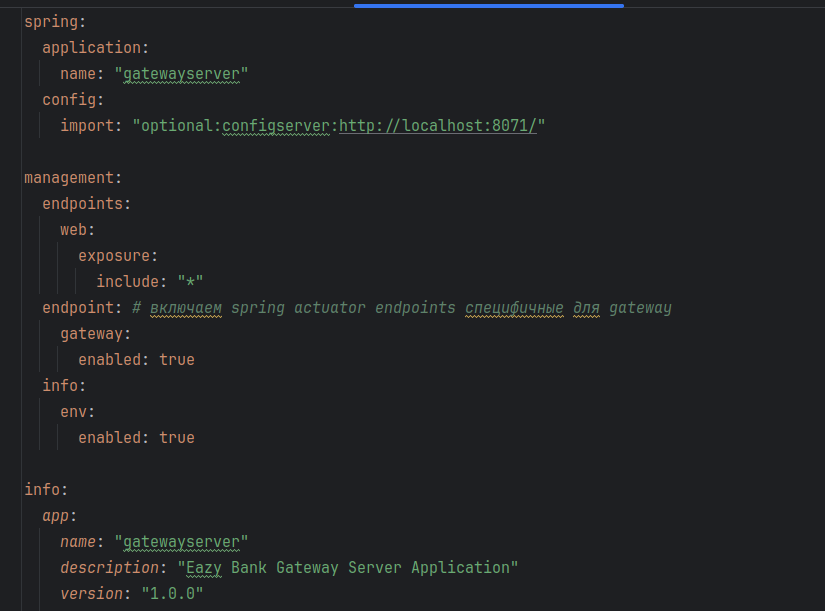 spring:
  application:
    name: "gatewayserver"
  config:
    import: "optional:configserver:http://localhost:8071/"

management:
  endpoints:
    web:
      exposure:
        include: "*"
  endpoint: # включаем spring actuator endpoints специфичные для gateway
    gateway:
      enabled: true
  info:
    env:
      enabled: true

info:
  app:
    name: "gatewayserver"
    description: "Eazy Bank Gateway Server Application"
    version: "1.0.0"